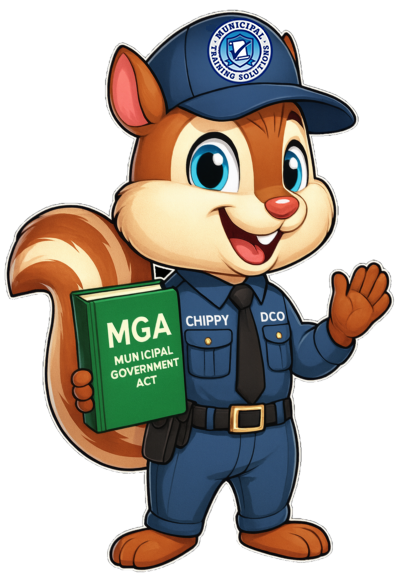 MUNICIPAL
TRAINING SOLUTIONS
CHIPPY DCO
MGA
MUNICIPAL
GOVERNMENT
ACT